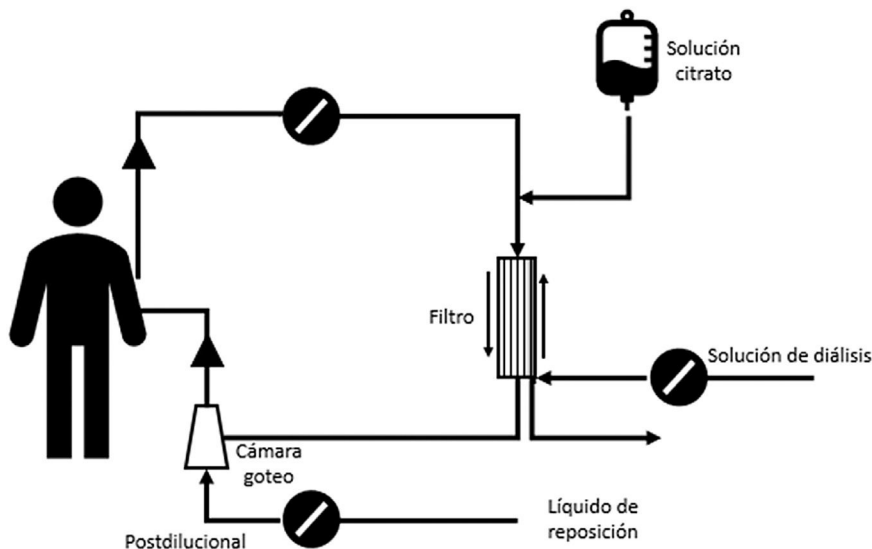 Solución
citrato
Filtro
Solución de diálisis
Cámara
goteo
Líquido de
reposición
Postdilucional